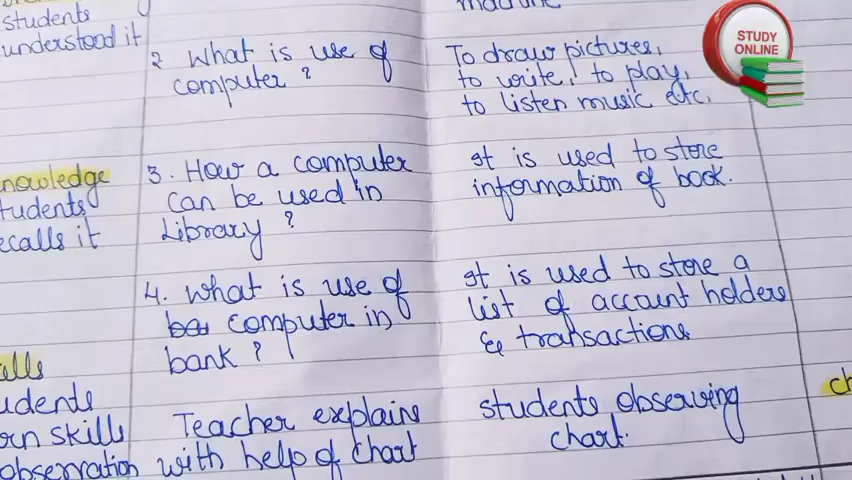 students
understood it
machine
2 What is use of
computer ?
To draw pictures,
to write, to play,
to listen music etc.
STUDY
ONLINE
nowledge
tudents
ecalls it
3. How a computer
can be used in
Library ?
It is used to store
information of book.
4. What is use of
computer in
bank ?
It is used to store a
list of account holders
& transactions
udents
skills
observation
Teacher explains
with help of chart
students observing
chart.
ch